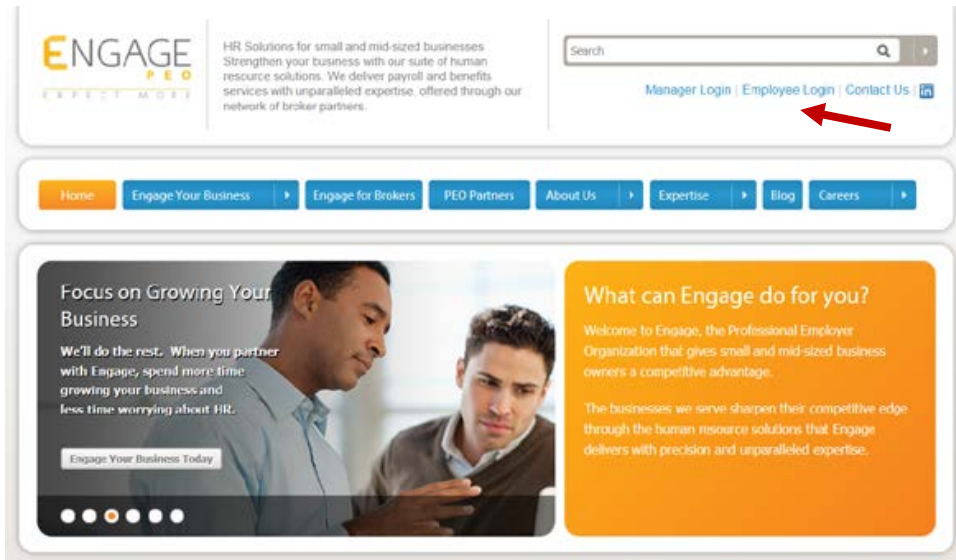 ENGAGE
PEO
EXPECT MORE
HR Solutions for small and mid-sized businesses
Strengthen your business with our suite of human
resource solutions. We deliver payroll and benefits
services with unparalleled expertise, offered through our
network of broker partners.
Search
Manager Login | Employee Login | Contact Us | in
Home
Engage Your Business
Engage for Brokers
PEO Partners
About Us
Expertise
Blog
Careers
Focus on Growing Your
Business
We'll do the rest. When you partner
with Engage, spend more time
growing your business and
less time worrying about HR.
Engage Your Business Today
What can Engage do for you?
Welcome to Engage, the Professional Employer
Organization that gives small and mid-sized business
owners a competitive advantage.
The businesses we serve sharpen their competitive edge
through the human resource solutions that Engage
delivers with precision and unparalleled expertise.